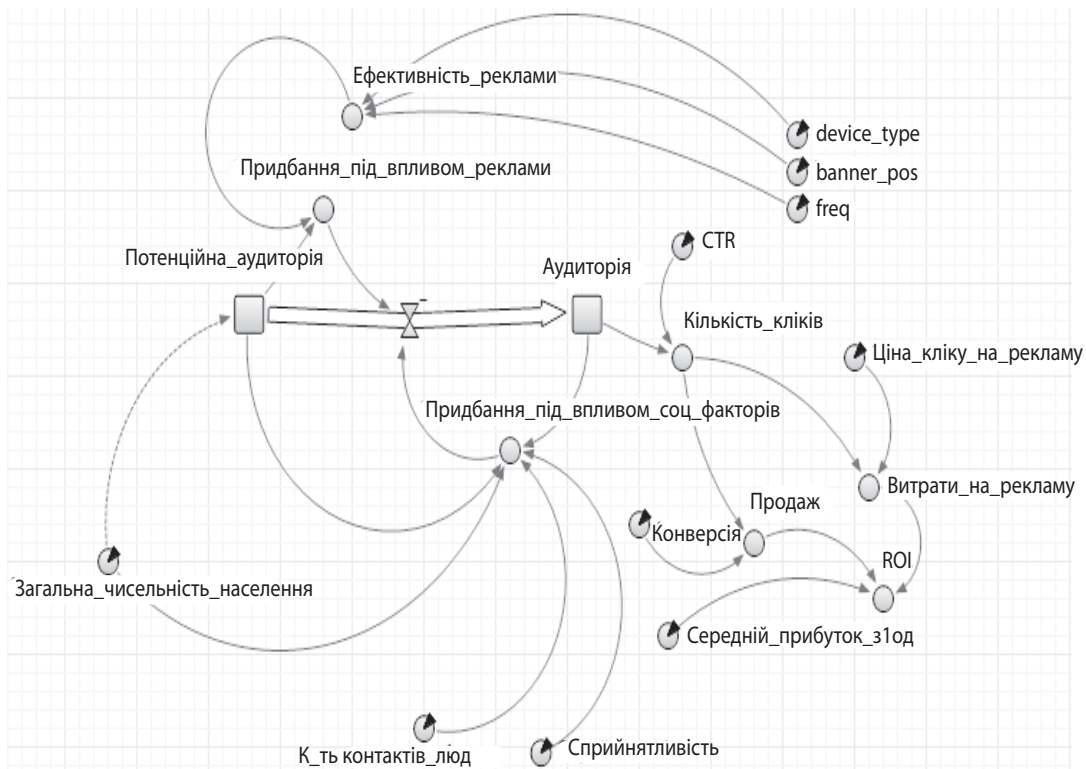 Ефективність_реклами
device_type
Придбання_під_впливом_реклами
banner_pos
freq
CTR
Потенційна_аудиторія
Аудиторія
Кількість_кліків
Ціна_кліку_на_рекламу
Придбання_під_впливом_соц_факторів
Витрати_на_рекламу
Продаж
Конверсія
ROI
Загальна_чисельність_населення
Середній_прибуток_з1од
К_ть контактів_люд
Сприйнятливість